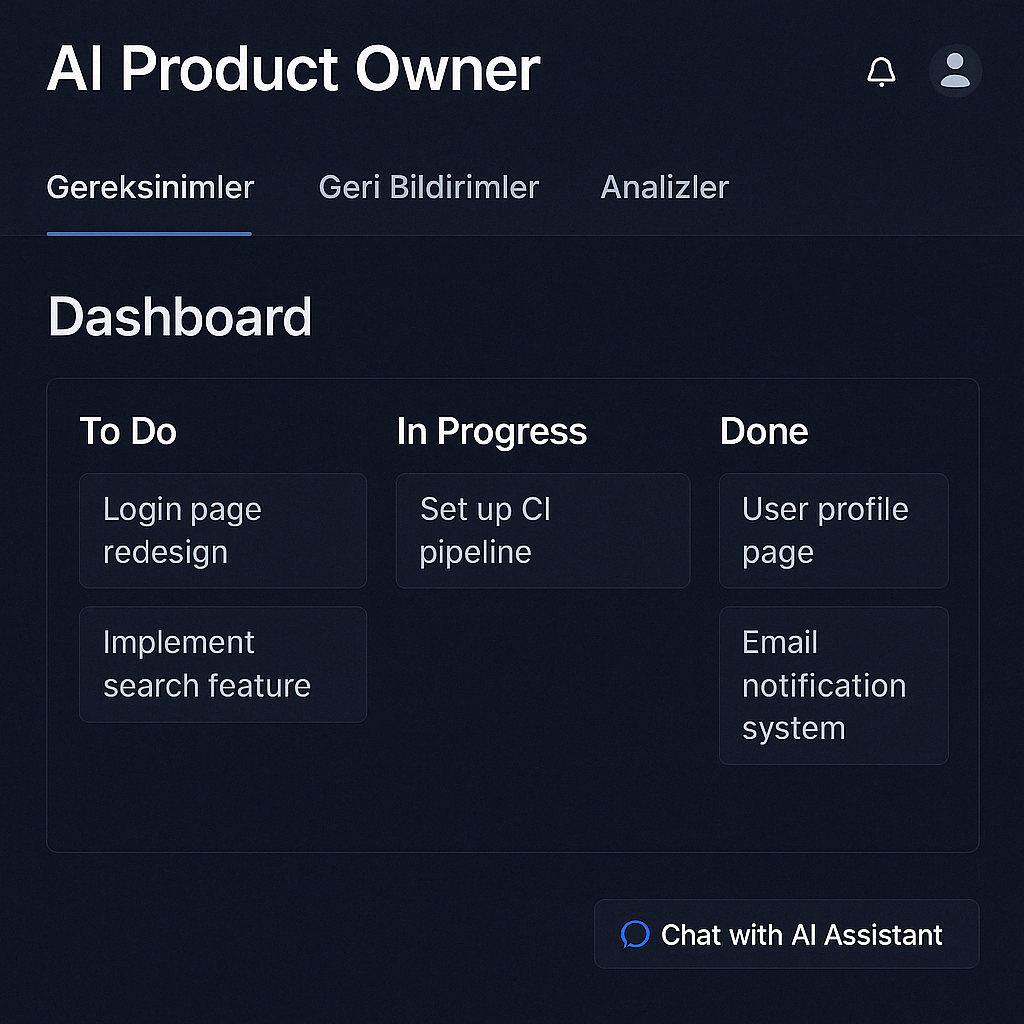 AI Product Owner
Gereksinimler
Geri Bildirimler
Analizler
Dashboard
To Do
Login page
redesign
Implement
search feature
In Progress
Set up CI
pipeline
Done
User profile
page
Email
notification
system
Chat with AI Assistant